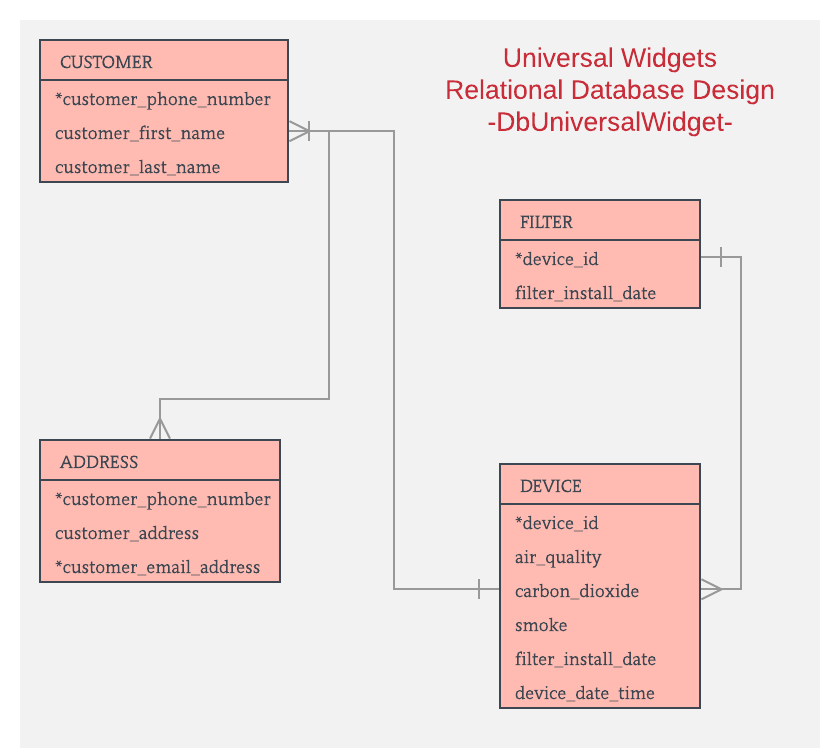 Universal Widgets
Relational Database Design
-DbUniversalWidget-
CUSTOMER
*customer_phone_number
customer_first_name
customer_last_name
FILTER
*device_id
filter_install_date
ADDRESS
*customer_phone_number
customer_address
*customer_email_address
DEVICE
*device_id
air_quality
carbon_dioxide
smoke
filter_install_date
device_date_time